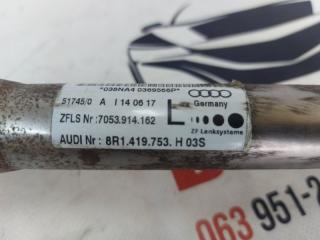 *038NA4 0369566P*
51745/0 A I 14 06 17
Germany
ZFLS Nr : 7053.914.162
L
ZF Lenksysteme
AUDI Nr : 8R1.419.753. H 03S
063 951-2